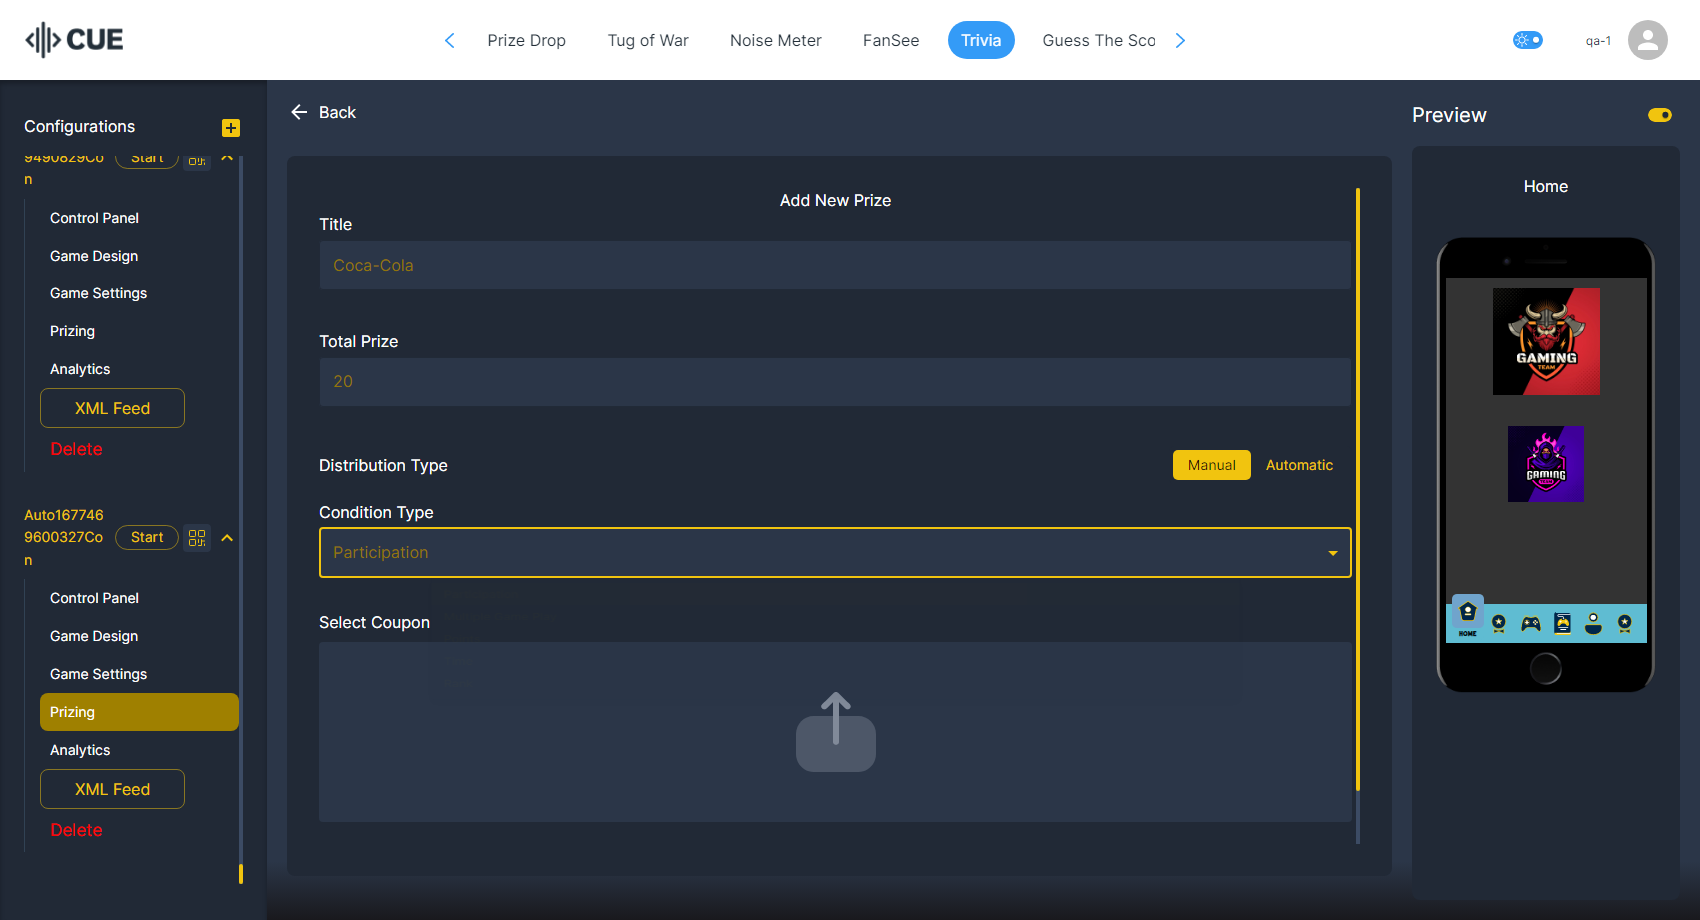 CUE
Prize Drop
Tug of War
Noise Meter
FanSee
Trivia
Guess The Sco
qa-1
Configurations
9490829Co
n
Start
Control Panel
Game Design
Game Settings
Prizing
Analytics
XML Feed
Delete
Auto167746
9600327Co
n
Start
Control Panel
Game Design
Game Settings
Prizing
Analytics
XML Feed
Delete
Back
Add New Prize
Title
Coca-Cola
Total Prize
20
Distribution Type
Manual
Automatic
Condition Type
Participation
Select Coupon
Preview
Home
GAMING
TEAM
GAMING
TEAM
HOME